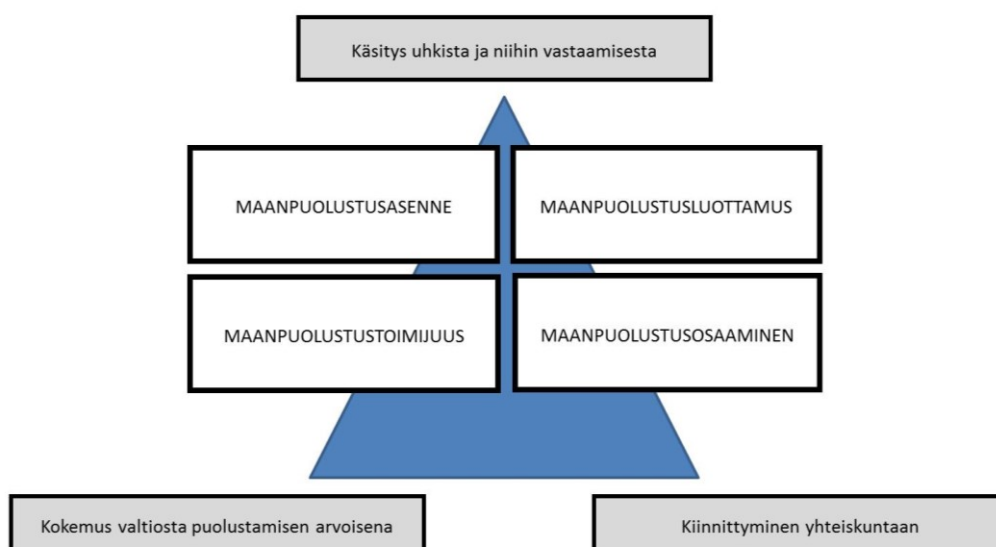 Käsitys uhkista ja niihin vastaamisesta
MAANPUOLUSTUSASENNE
MAANPUOLUSTUSLUOTTAMUS
MAANPUOLUSTUSTOIMIJUUS
MAANPUOLUSTUSOSAAMINEN
Kokemus valtiosta puolustamisen arvoisena
Kiinnittyminen yhteiskuntaan